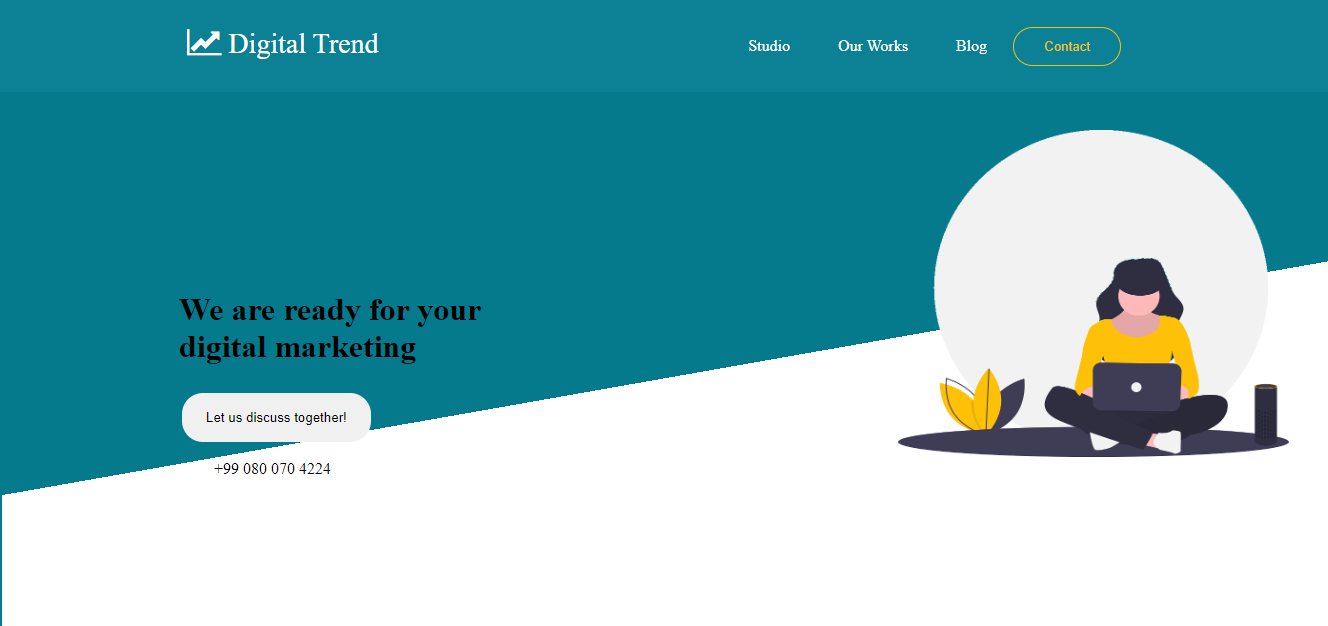 Digital Trend
Studio
Our Works
Blog
Contact
We are ready for your
digital marketing
Let us discuss together!
+99 080 070 4224